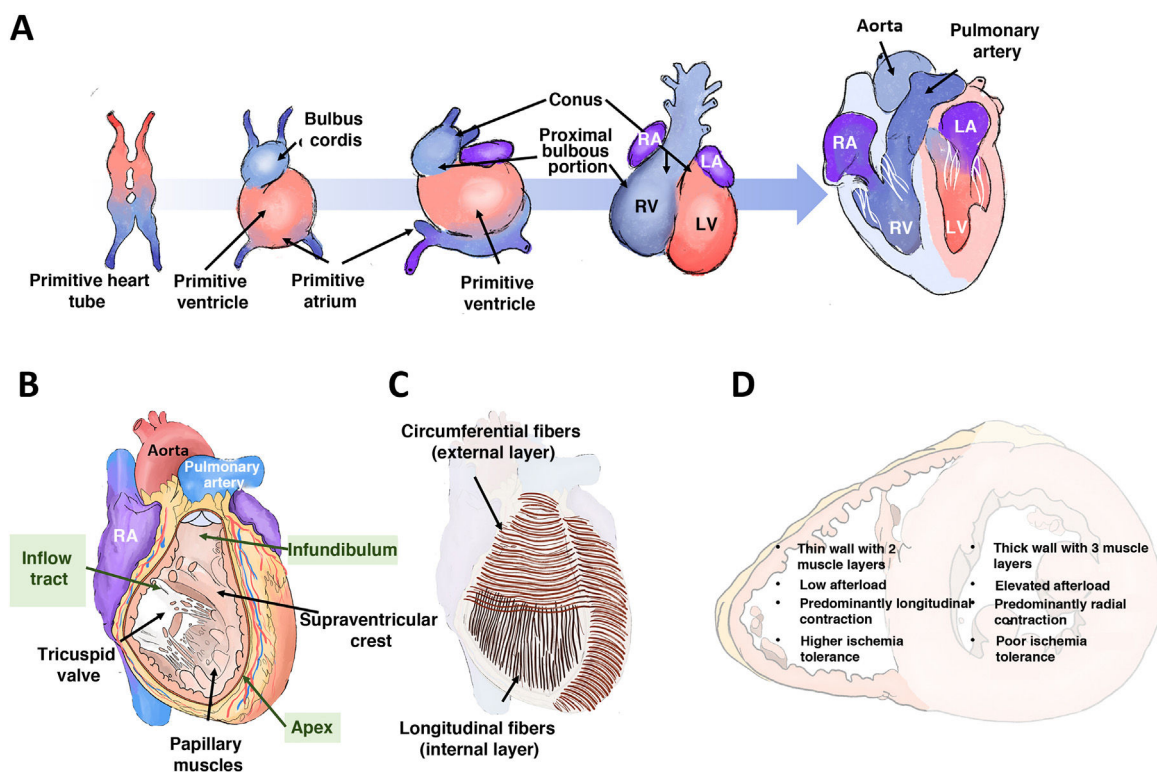 A
Aorta
Pulmonary
artery
Bulbus
cordis
Conus
Proximal
bulbous
portion
RA
LA
RV
LV
RA
LA
RV
LV
Primitive heart
tube
Primitive
ventricle
Primitive
atrium
Primitive
ventricle
B
Aorta
Pulmonary
artery
RA
Infundibulum
Inflow
tract
Supraventricular
crest
Tricuspid
valve
Apex
Papillary
muscles
C
Circumferential fibers
(external layer)
Longitudinal fibers
(internal layer)
D
• Thin wall with 2
muscle layers
• Low afterload
• Predominantly longitudinal
contraction
• Higher ischemia
tolerance
• Thick wall with 3 muscle
layers
• Elevated afterload
• Predominantly radial
contraction
• Poor ischemia
tolerance